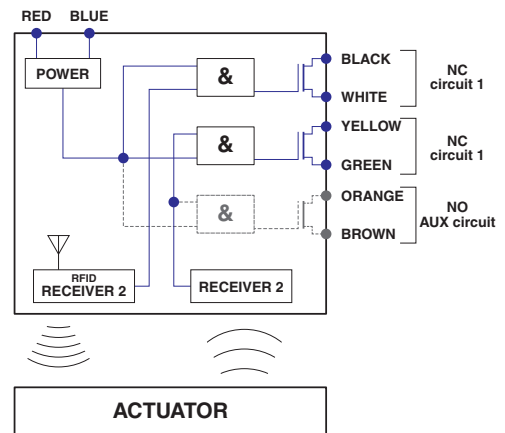 RED BLUE
POWER
&
BLACK
WHITE
NC
circuit 1
&
YELLOW
GREEN
NC
circuit 1
&
ORANGE
BROWN
NO
AUX circuit
RFID
RECEIVER 2
RECEIVER 2
ACTUATOR